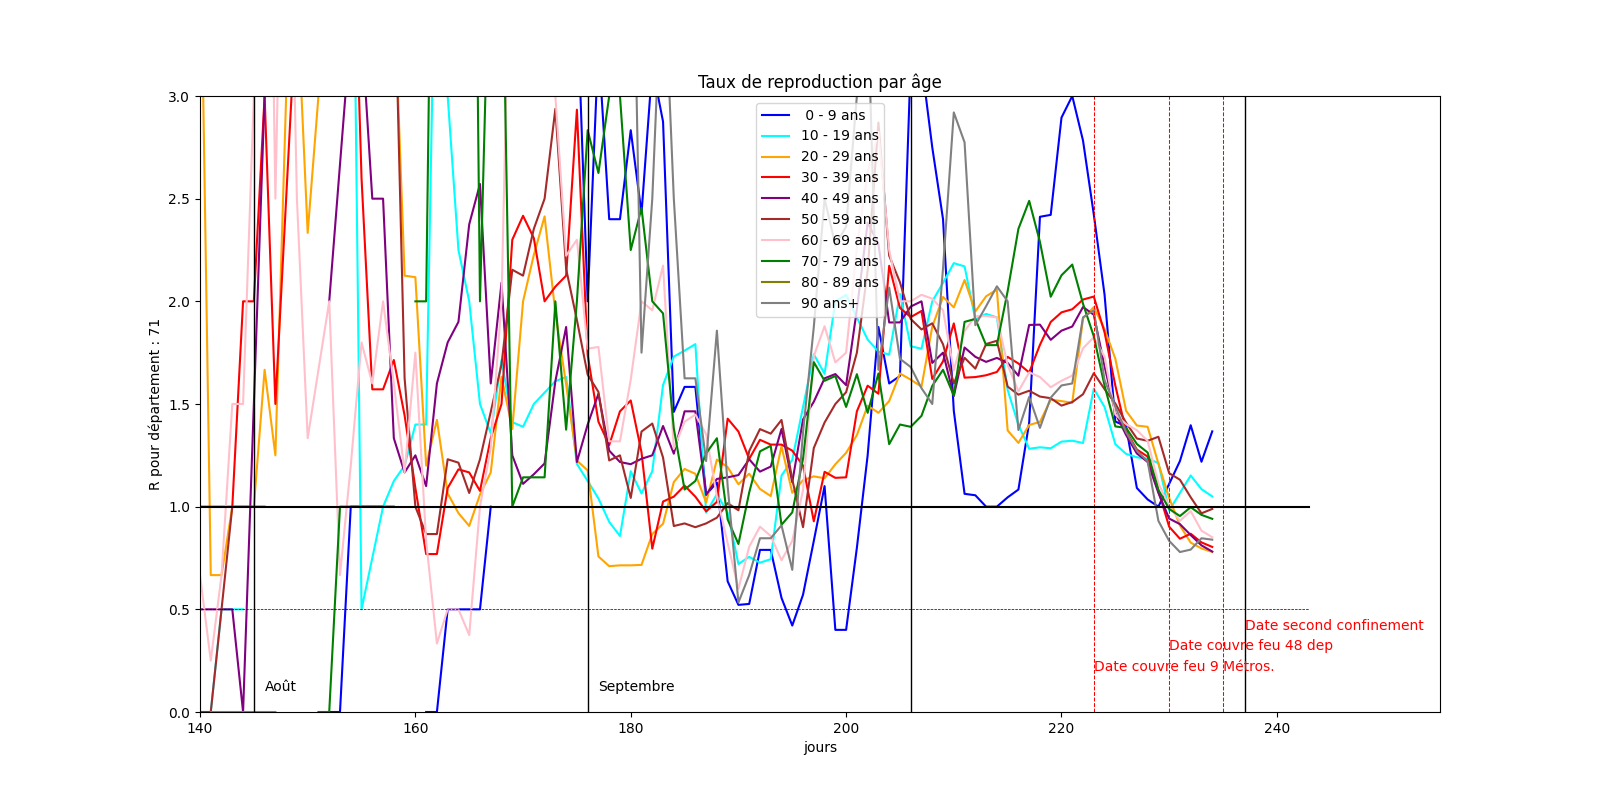 Taux de reproduction par âge
R pour département : 71
3.0
2.5
2.0
1.5
1.0
0.5
0.0
0 - 9 ans
10 - 19 ans
20 - 29 ans
30 - 39 ans
40 - 49 ans
50 - 59 ans
60 - 69 ans
70 - 79 ans
80 - 89 ans
90 ans+
Date second confinement
Date couvre feu 48 dep
Date couvre feu 9 Métros.
Août
Septembre
140 160 180 200 220 240
jours